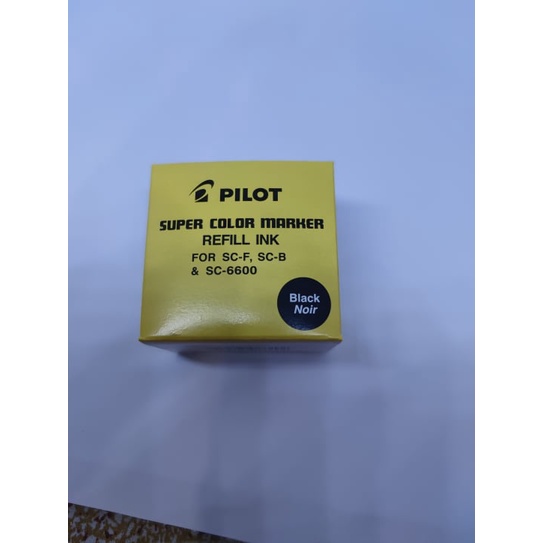 PILOT
SUPER COLOR MARKER
REFILL INK
FOR SC-F, SC-B
& SC-6600
Black
Noir